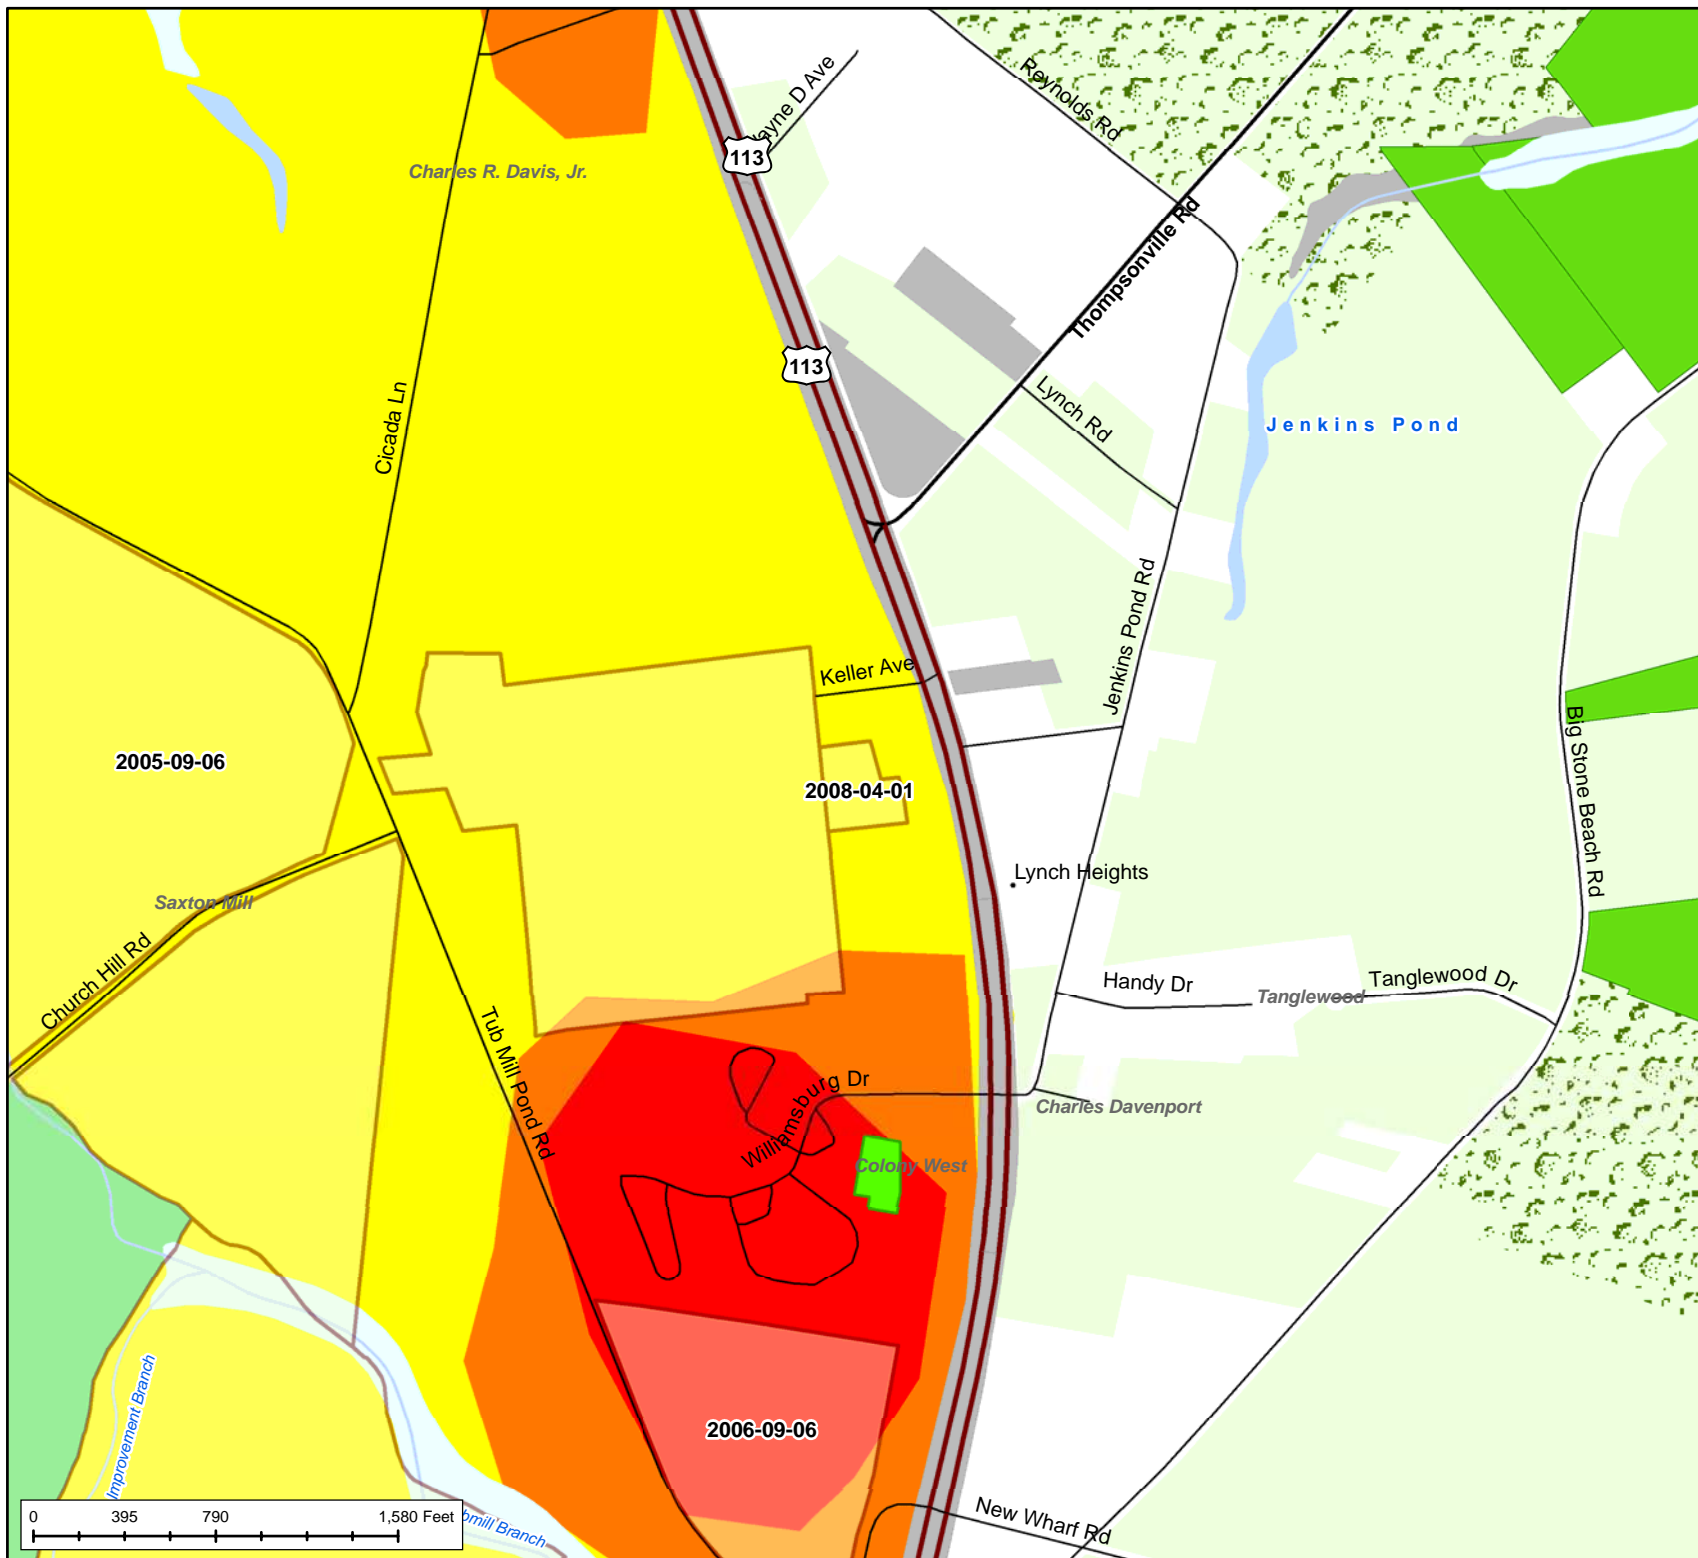 Reynolds Rd
ayne D Ave
113
Charles R. Davis, Jr.
Thompsonville Rd
113
Lynch Rd
Cicada Ln
Jenkins Pond
Jenkins Pond Rd
Keller Ave
Big Stone Beach Rd
2005-09-06
2008-04-01
Lynch Heights
Saxton Mill
Church Hill Rd
Handy Dr
Tanglewood
Tanglewood Dr
Tub Mill Pond Rd
Williamsburg Dr
Charles Davenport
Colony West
2006-09-06
Improvement Branch
0 395 790 1,580 Feet
bmill Branch
New Wharf Rd